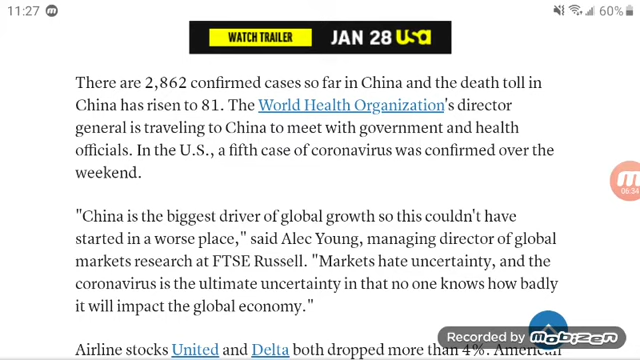 11:27
60%
WATCH TRAILER JAN 28 usa
There are 2,862 confirmed cases so far in China and the death toll in
China has risen to 81. The World Health Organization's director
general is traveling to China to meet with government and health
officials. In the U.S., a fifth case of coronavirus was confirmed over the
weekend.
06:34
"China is the biggest driver of global growth so this couldn't have
started in a worse place," said Alec Young, managing director of global
markets research at FTSE Russell. "Markets hate uncertainty, and the
coronavirus is the ultimate uncertainty in that no one knows how badly
it will impact the global economy."
Recorded by mobizen
Airline stocks United and Delta both dropped more than 4%. American